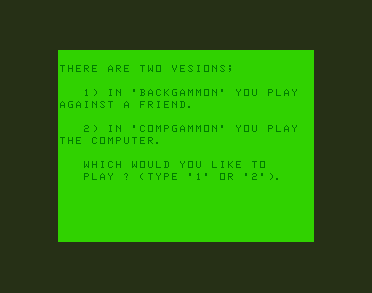 THERE ARE TWO VESIONS;
1) IN "BACKGAMMON" YOU PLAY
AGAINST A FRIEND.
2) IN "COMPGAMMON" YOU PLAY
THE COMPUTER.
WHICH WOULD YOU LIKE TO
PLAY ? (TYPE "1" OR "2").